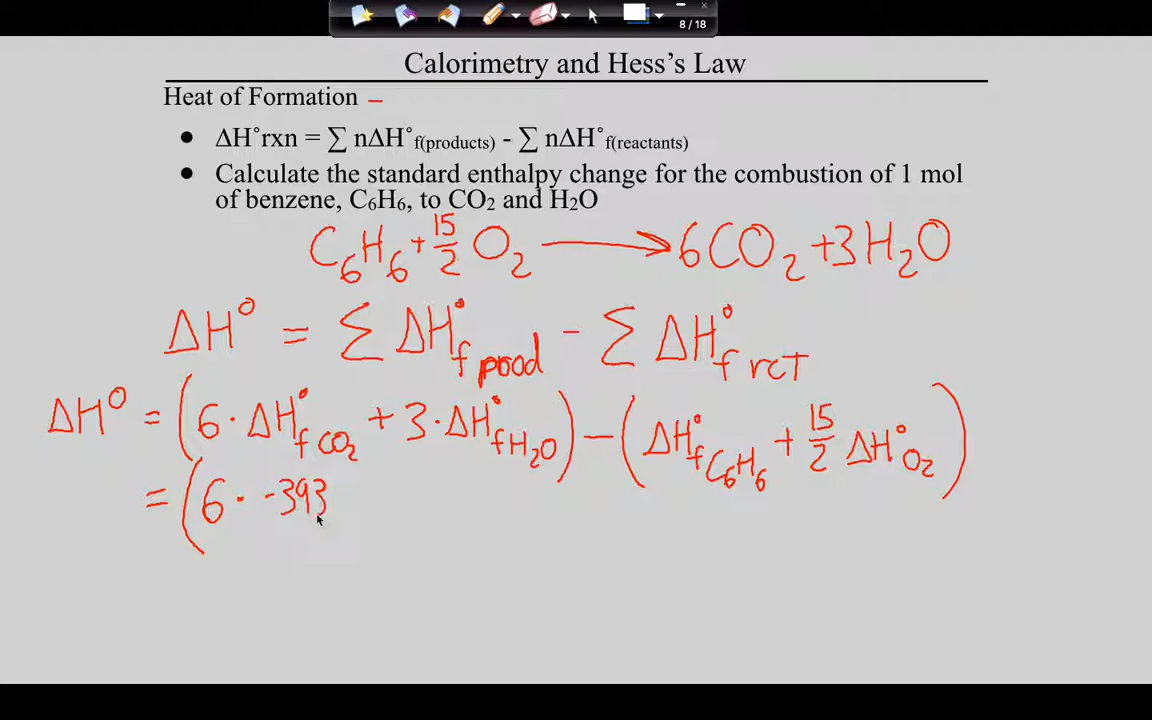 8 / 18
Calorimetry and Hess's Law
Heat of Formation –
● ΔH°rxn = ∑ nΔH°f(products) - ∑ nΔH°f(reactants)
● Calculate the standard enthalpy change for the combustion of 1 mol
of benzene, C6H6, to CO2 and H2O
C6H6 + 15/2 O2 → 6CO2 + 3H2O
ΔH° = ∑ ΔH°f prod – ∑ ΔH°f rct
ΔH° = (6 · ΔH°f CO2 + 3 · ΔH°f H2O) – (ΔH°f C6H6 + 15/2 ΔH°O2)
= (6 · -393